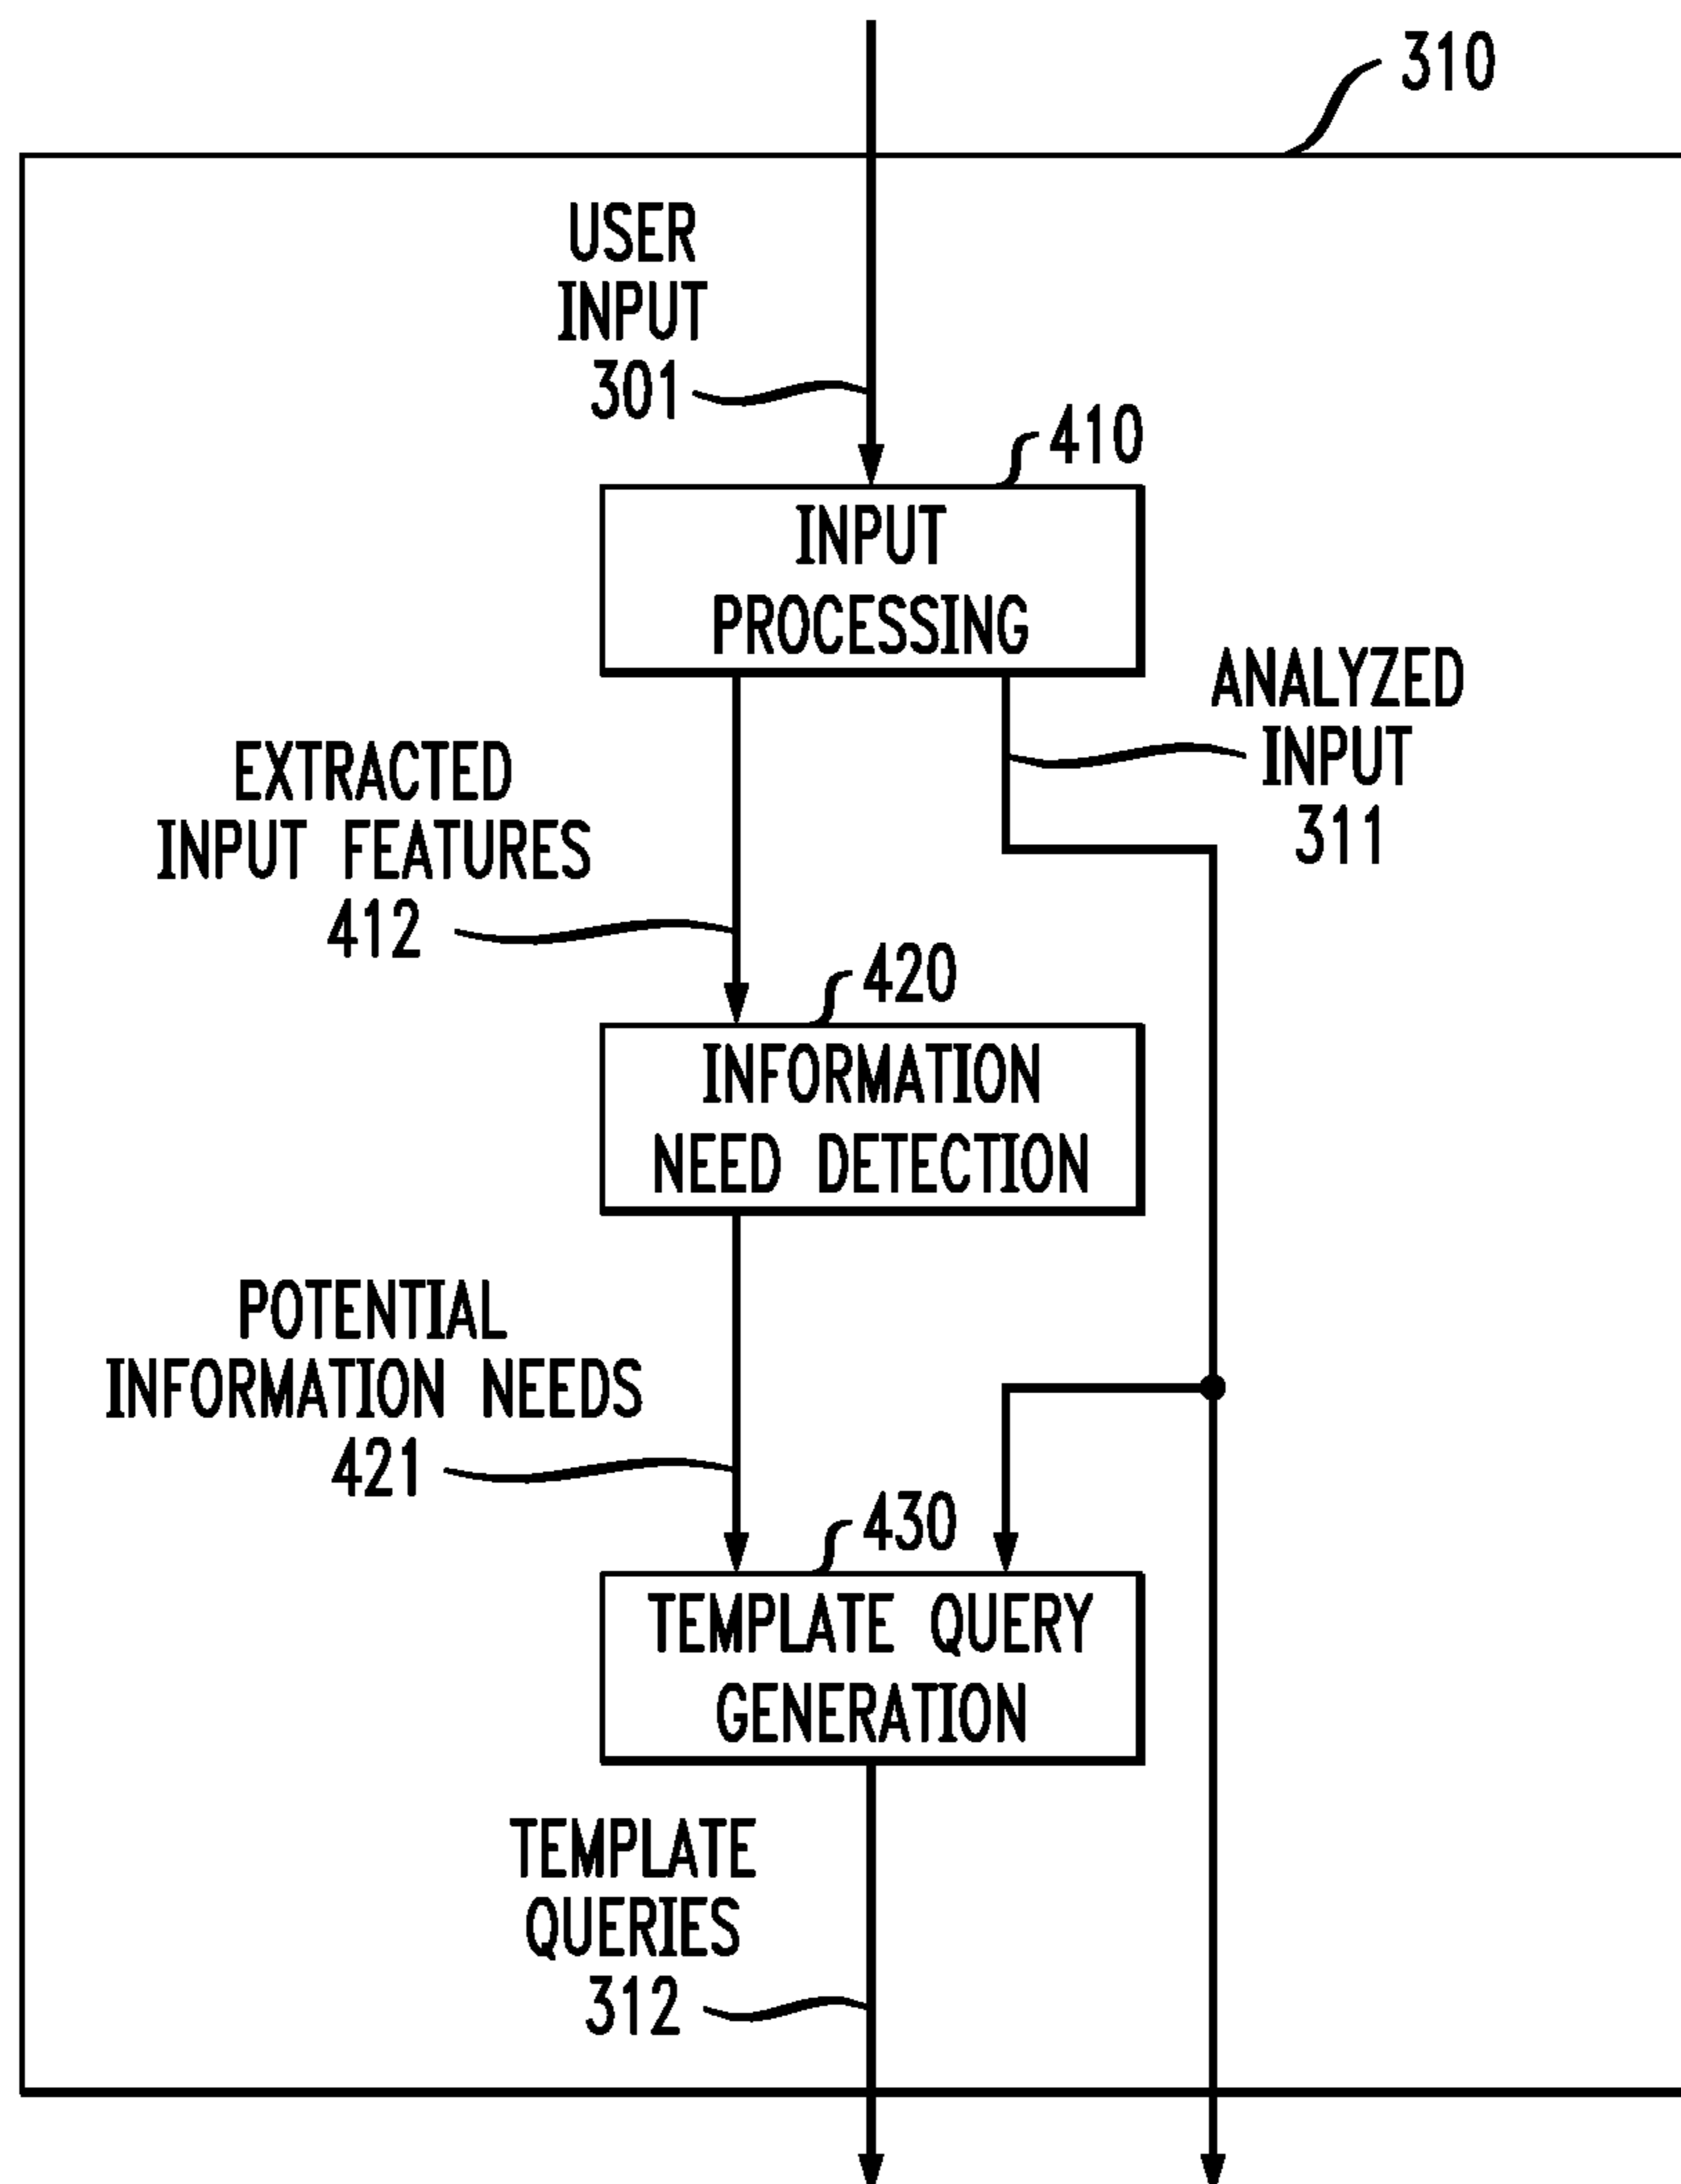 310
USER
INPUT
301
410
INPUT
PROCESSING
ANALYZED
INPUT
311
EXTRACTED
INPUT FEATURES
412
420
INFORMATION
NEED DETECTION
POTENTIAL
INFORMATION NEEDS
421
430
TEMPLATE QUERY
GENERATION
TEMPLATE
QUERIES
312